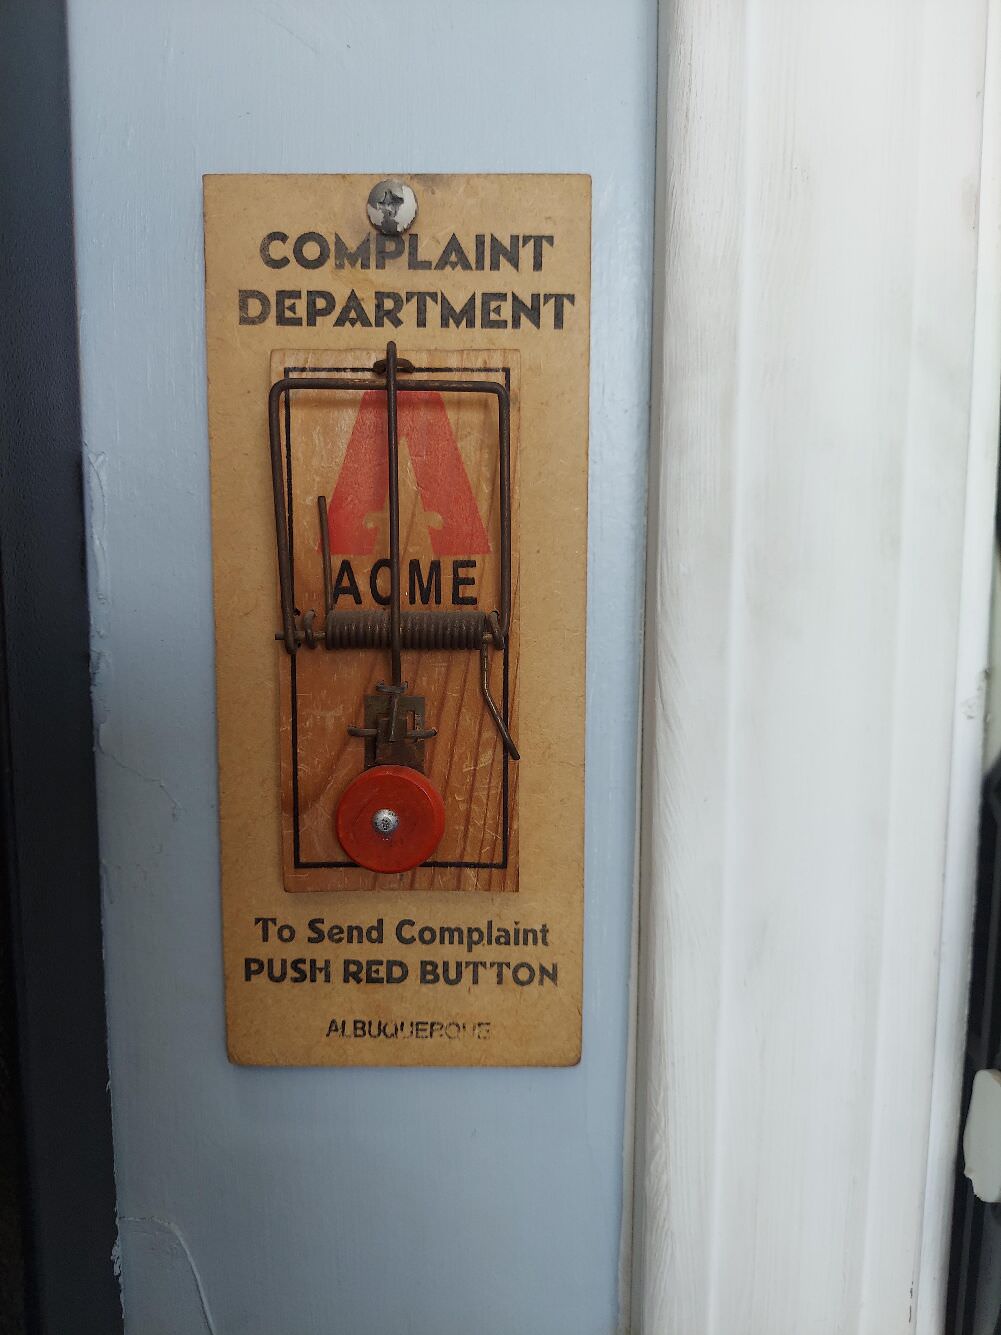 COMPLAINT
DEPARTMENT
A
ACME
To Send Complaint
PUSH RED BUTTON
ALBUQUERQUE